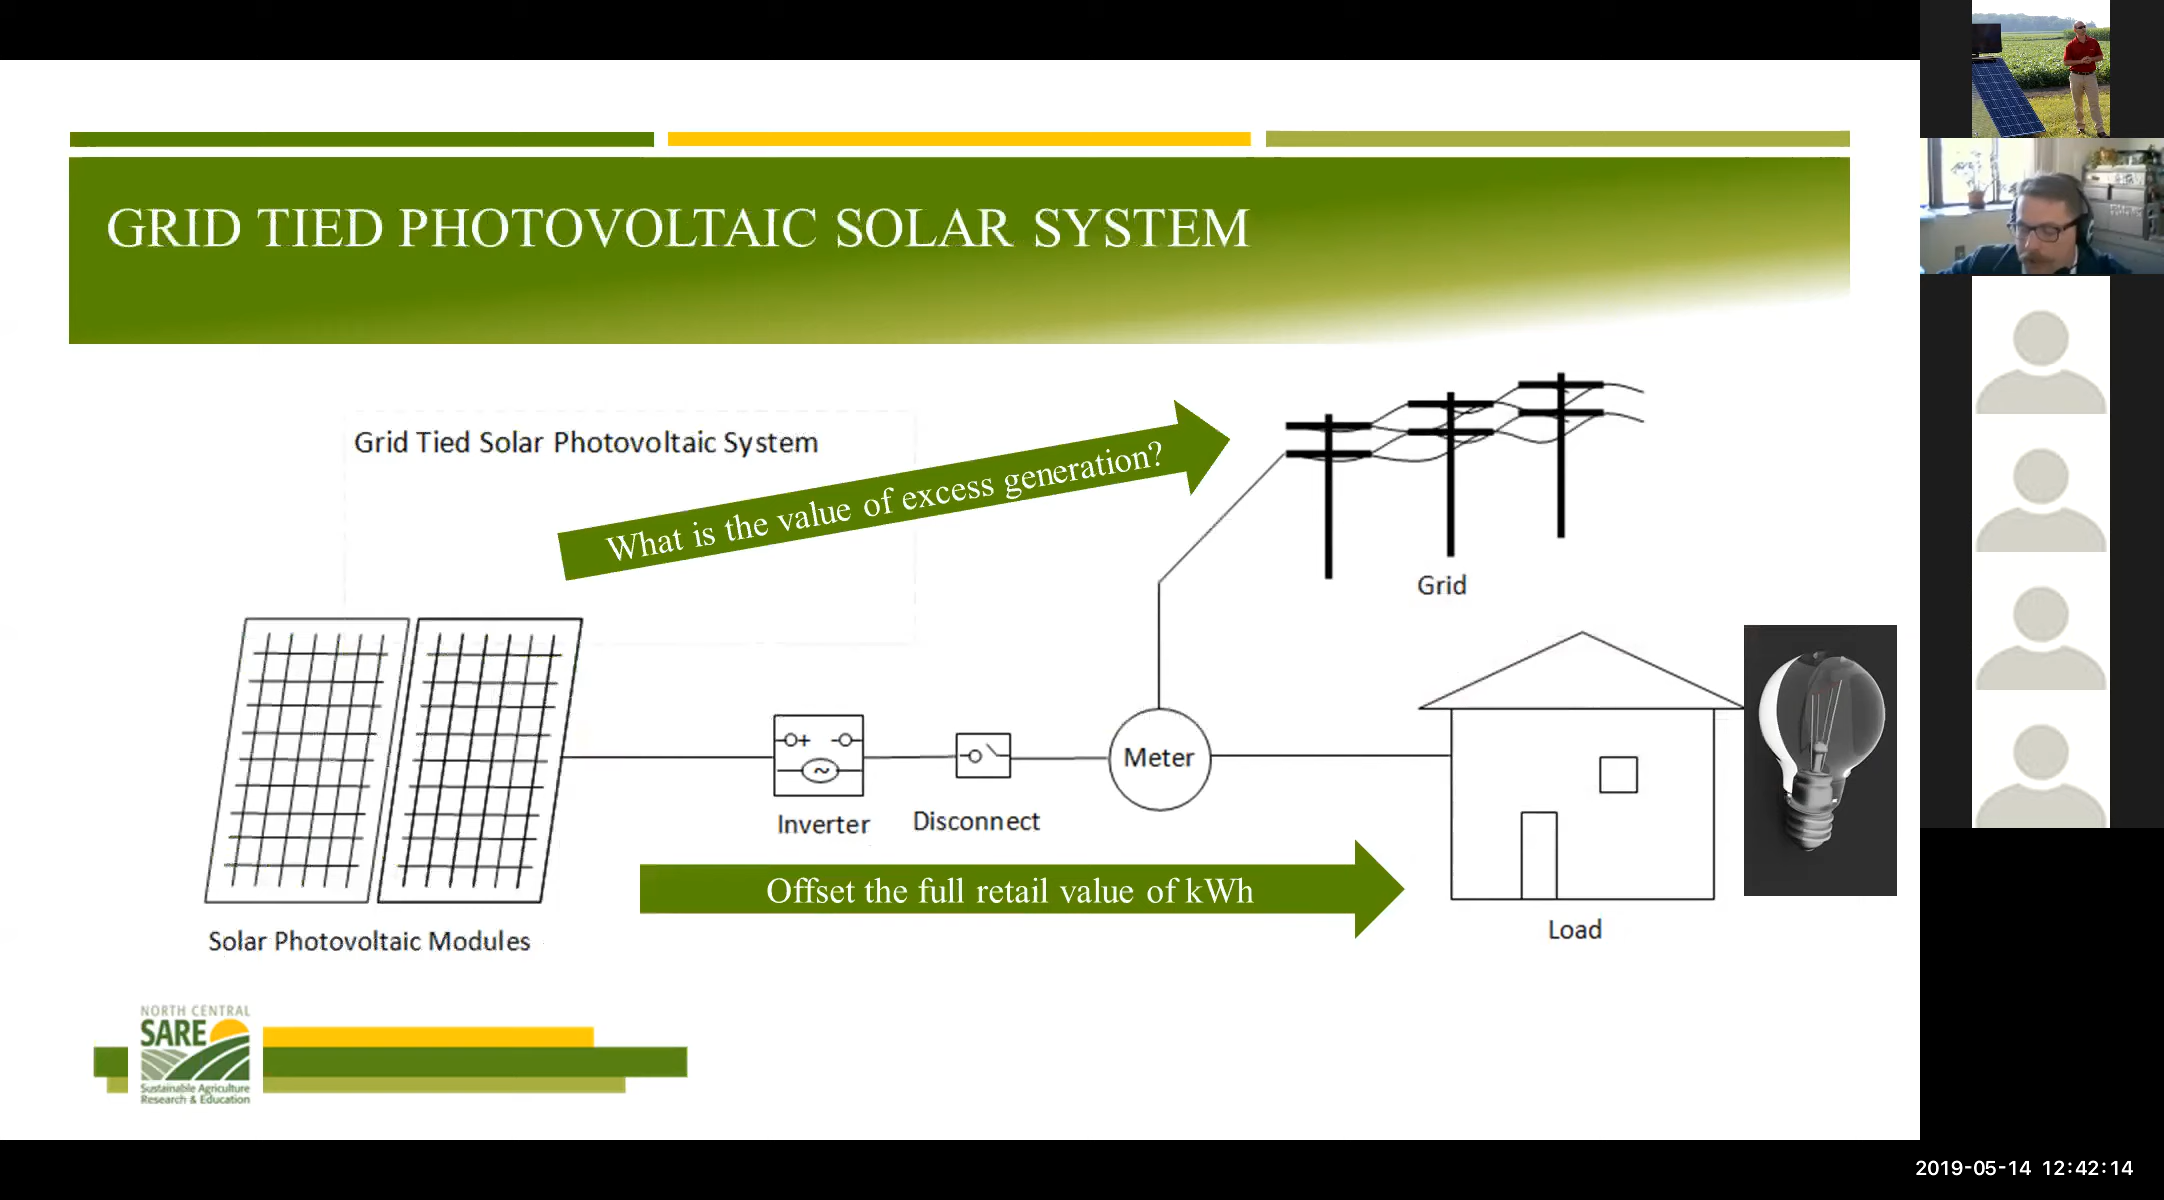 GRID TIED PHOTOVOLTAIC SOLAR SYSTEM
Grid Tied Solar Photovoltaic System
What is the value of excess generation?
Grid
Meter
Inverter
Disconnect
Offset the full retail value of kWh
Load
Solar Photovoltaic Modules
NORTH CENTRAL
SARE
Sustainable Agriculture
Research & Education
2019-05-14 12:42:14